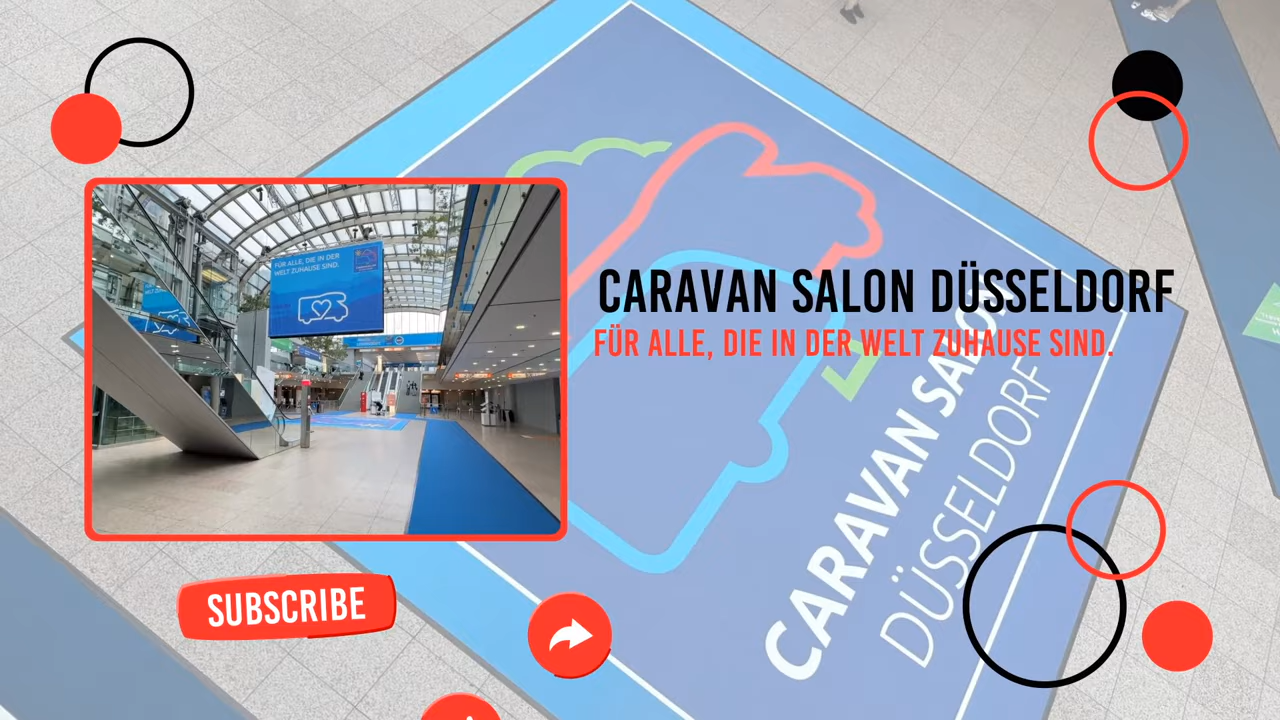 FÜR ALLE, DIE IN DER
WELT ZUHAUSE SIND.
CARAVAN SALON DÜSSELDORF
FÜR ALLE, DIE IN DER WELT ZUHAUSE SIND.
CARAVAN SALON
DÜSSELDORF
SUBSCRIBE